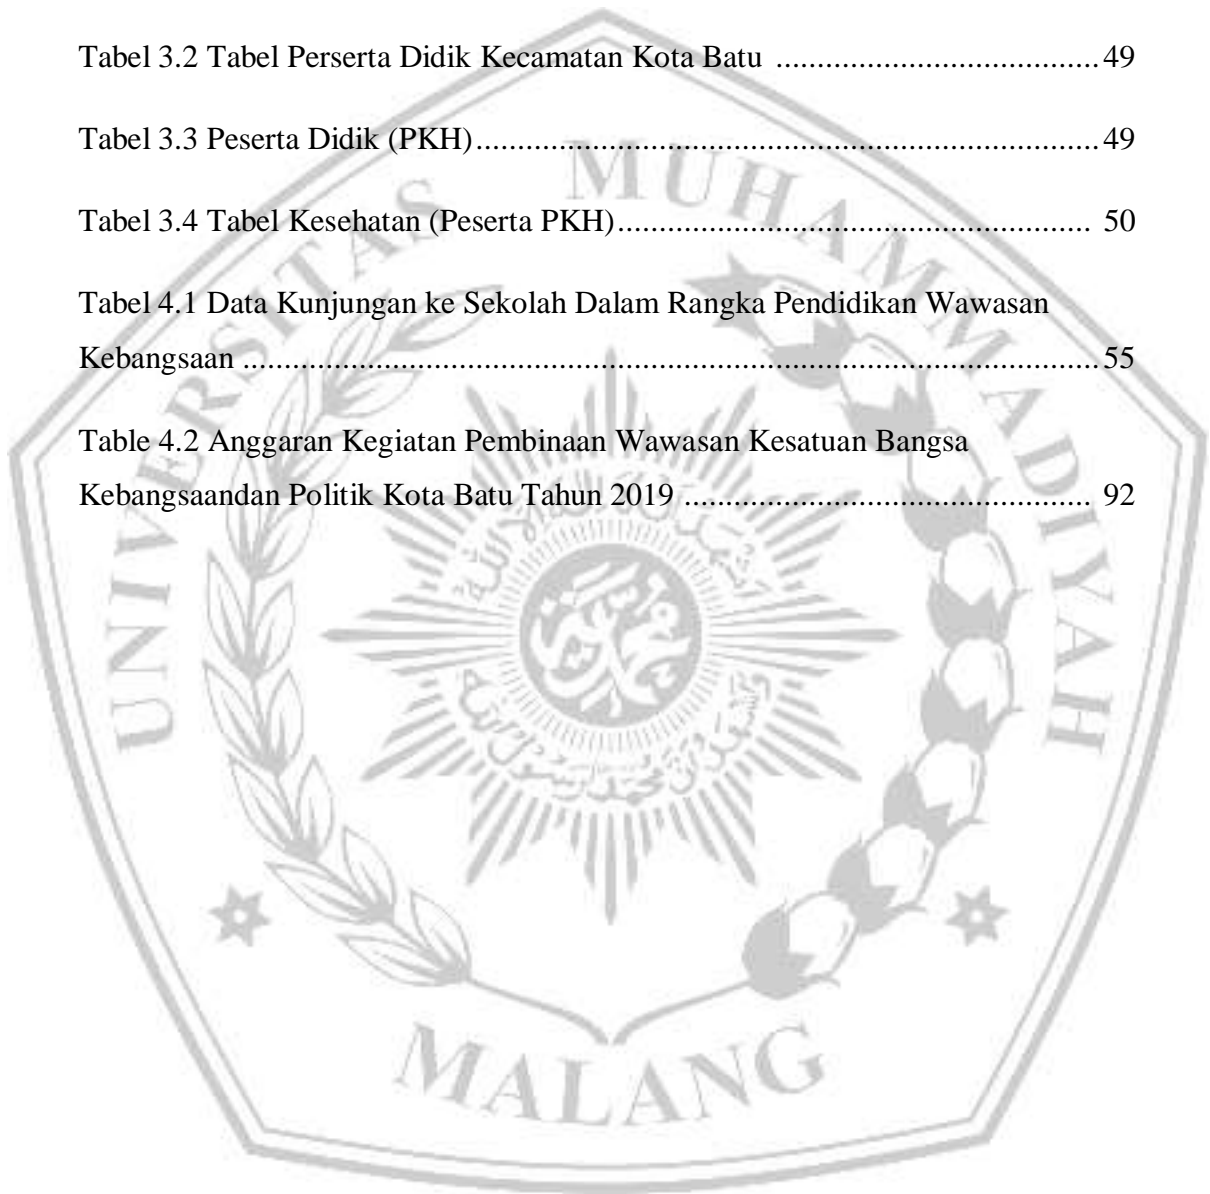 Tabel 3.2 Tabel Perserta Didik Kecamatan Kota Batu ....................................... 49
Tabel 3.3 Peserta Didik (PKH)............................................................................ 49
Tabel 3.4 Tabel Kesehatan (Peserta PKH).......................................................... 50
Tabel 4.1 Data Kunjungan ke Sekolah Dalam Rangka Pendidikan Wawasan
Kebangsaan ......................................................................................................... 55
Table 4.2 Anggaran Kegiatan Pembinaan Wawasan Kesatuan Bangsa
Kebangsaandan Politik Kota Batu Tahun 2019 .................................................. 92
UNIVERSITAS MUHAMMADIYAH
MALANG